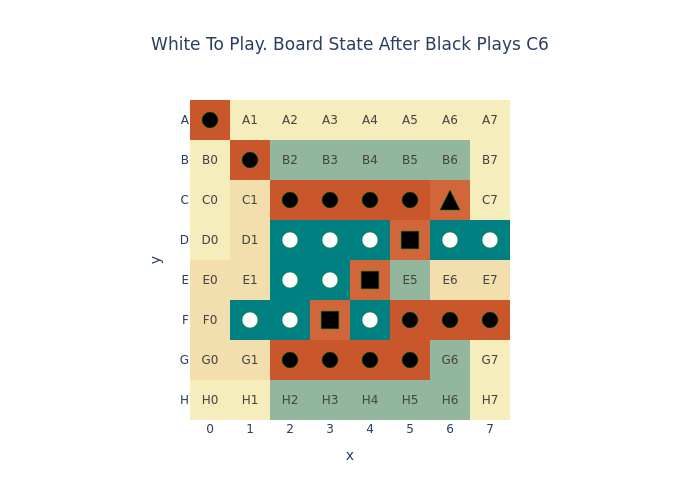 White To Play. Board State After Black Plays C6
A A1 A2 A3 A4 A5 A6 A7
B B0 B2 B3 B4 B5 B6 B7
C C0 C1 C7
D D0 D1
E E0 E1 E5 E6 E7
F F0
G G0 G1 G6 G7
H H0 H1 H2 H3 H4 H5 H6 H7
0 1 2 3 4 5 6 7
x
y